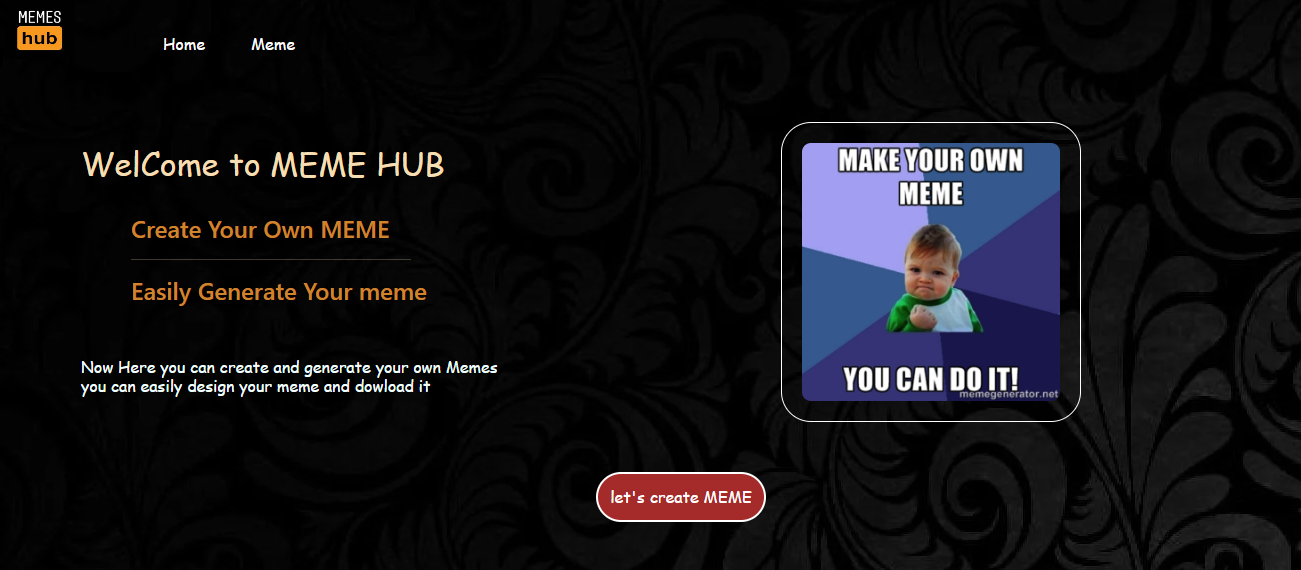 MEMES
hub
Home
Meme
WelCome to MEME HUB
Create Your Own MEME
Easily Generate Your meme
Now Here you can create and generate your own Memes
you can easily design your meme and dowload it
MAKE YOUR OWN
MEME
YOU CAN DO IT!
memegenerator.net
let's create MEME